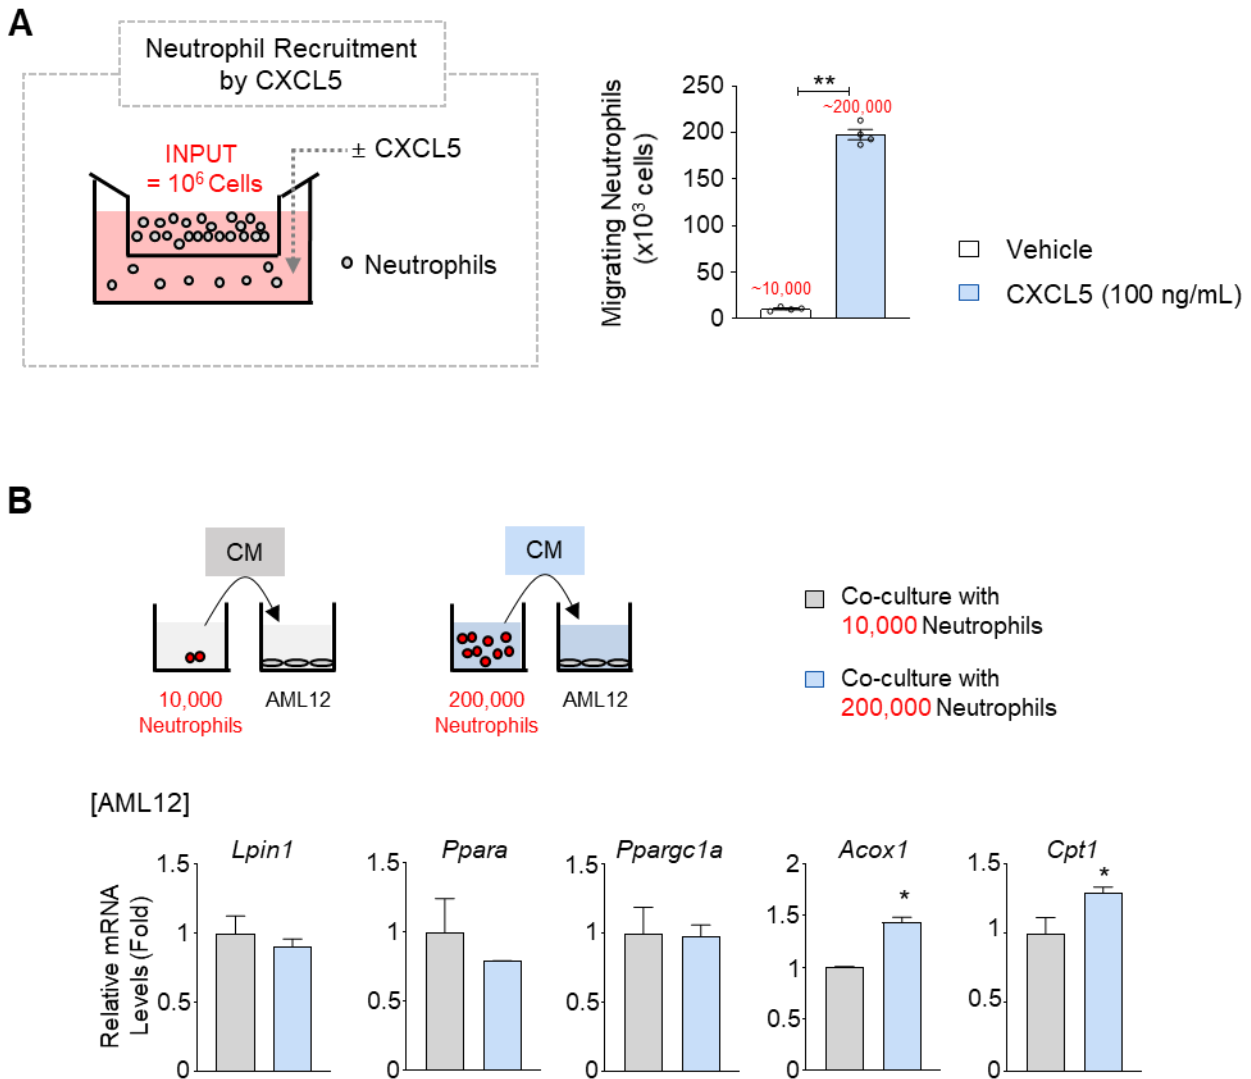 A
Neutrophil Recruitment
by CXCL5
INPUT
= 10⁶ Cells
± CXCL5
Neutrophils
Migrating Neutrophils
(x10³ cells)
250
200
150
100
50
0
**
~200,000
~10,000
Vehicle
CXCL5 (100 ng/mL)
B
CM
CM
10,000
Neutrophils
AML12
200,000
Neutrophils
AML12
Co-culture with
10,000 Neutrophils
Co-culture with
200,000 Neutrophils
[AML12]
Relative mRNA
Levels (Fold)
Lpin1
1.5
1
0.5
0
Ppara
1.5
1
0.5
0
Ppargc1a
1.5
1
0.5
0
Acox1
2
1.5
1
0.5
0
*
Cpt1
1.5
1
0.5
0
*